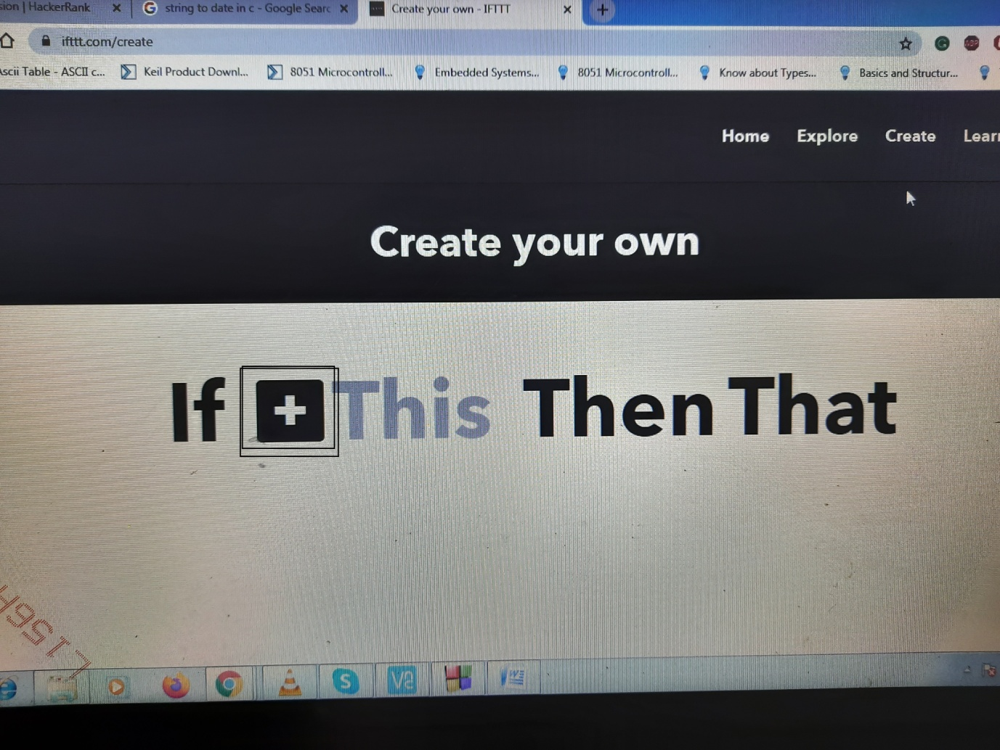 sion | HackerRank
string to date in c - Google Searc
Create your own - IFTTT
ifttt.com/create
Ascii Table - ASCII c...
Keil Product Downl...
8051 Microcontroll...
Embedded Systems...
8051 Microcontroll...
Know about Types...
Basics and Structur...
Home Explore Create Lear
Create your own
If + This Then That